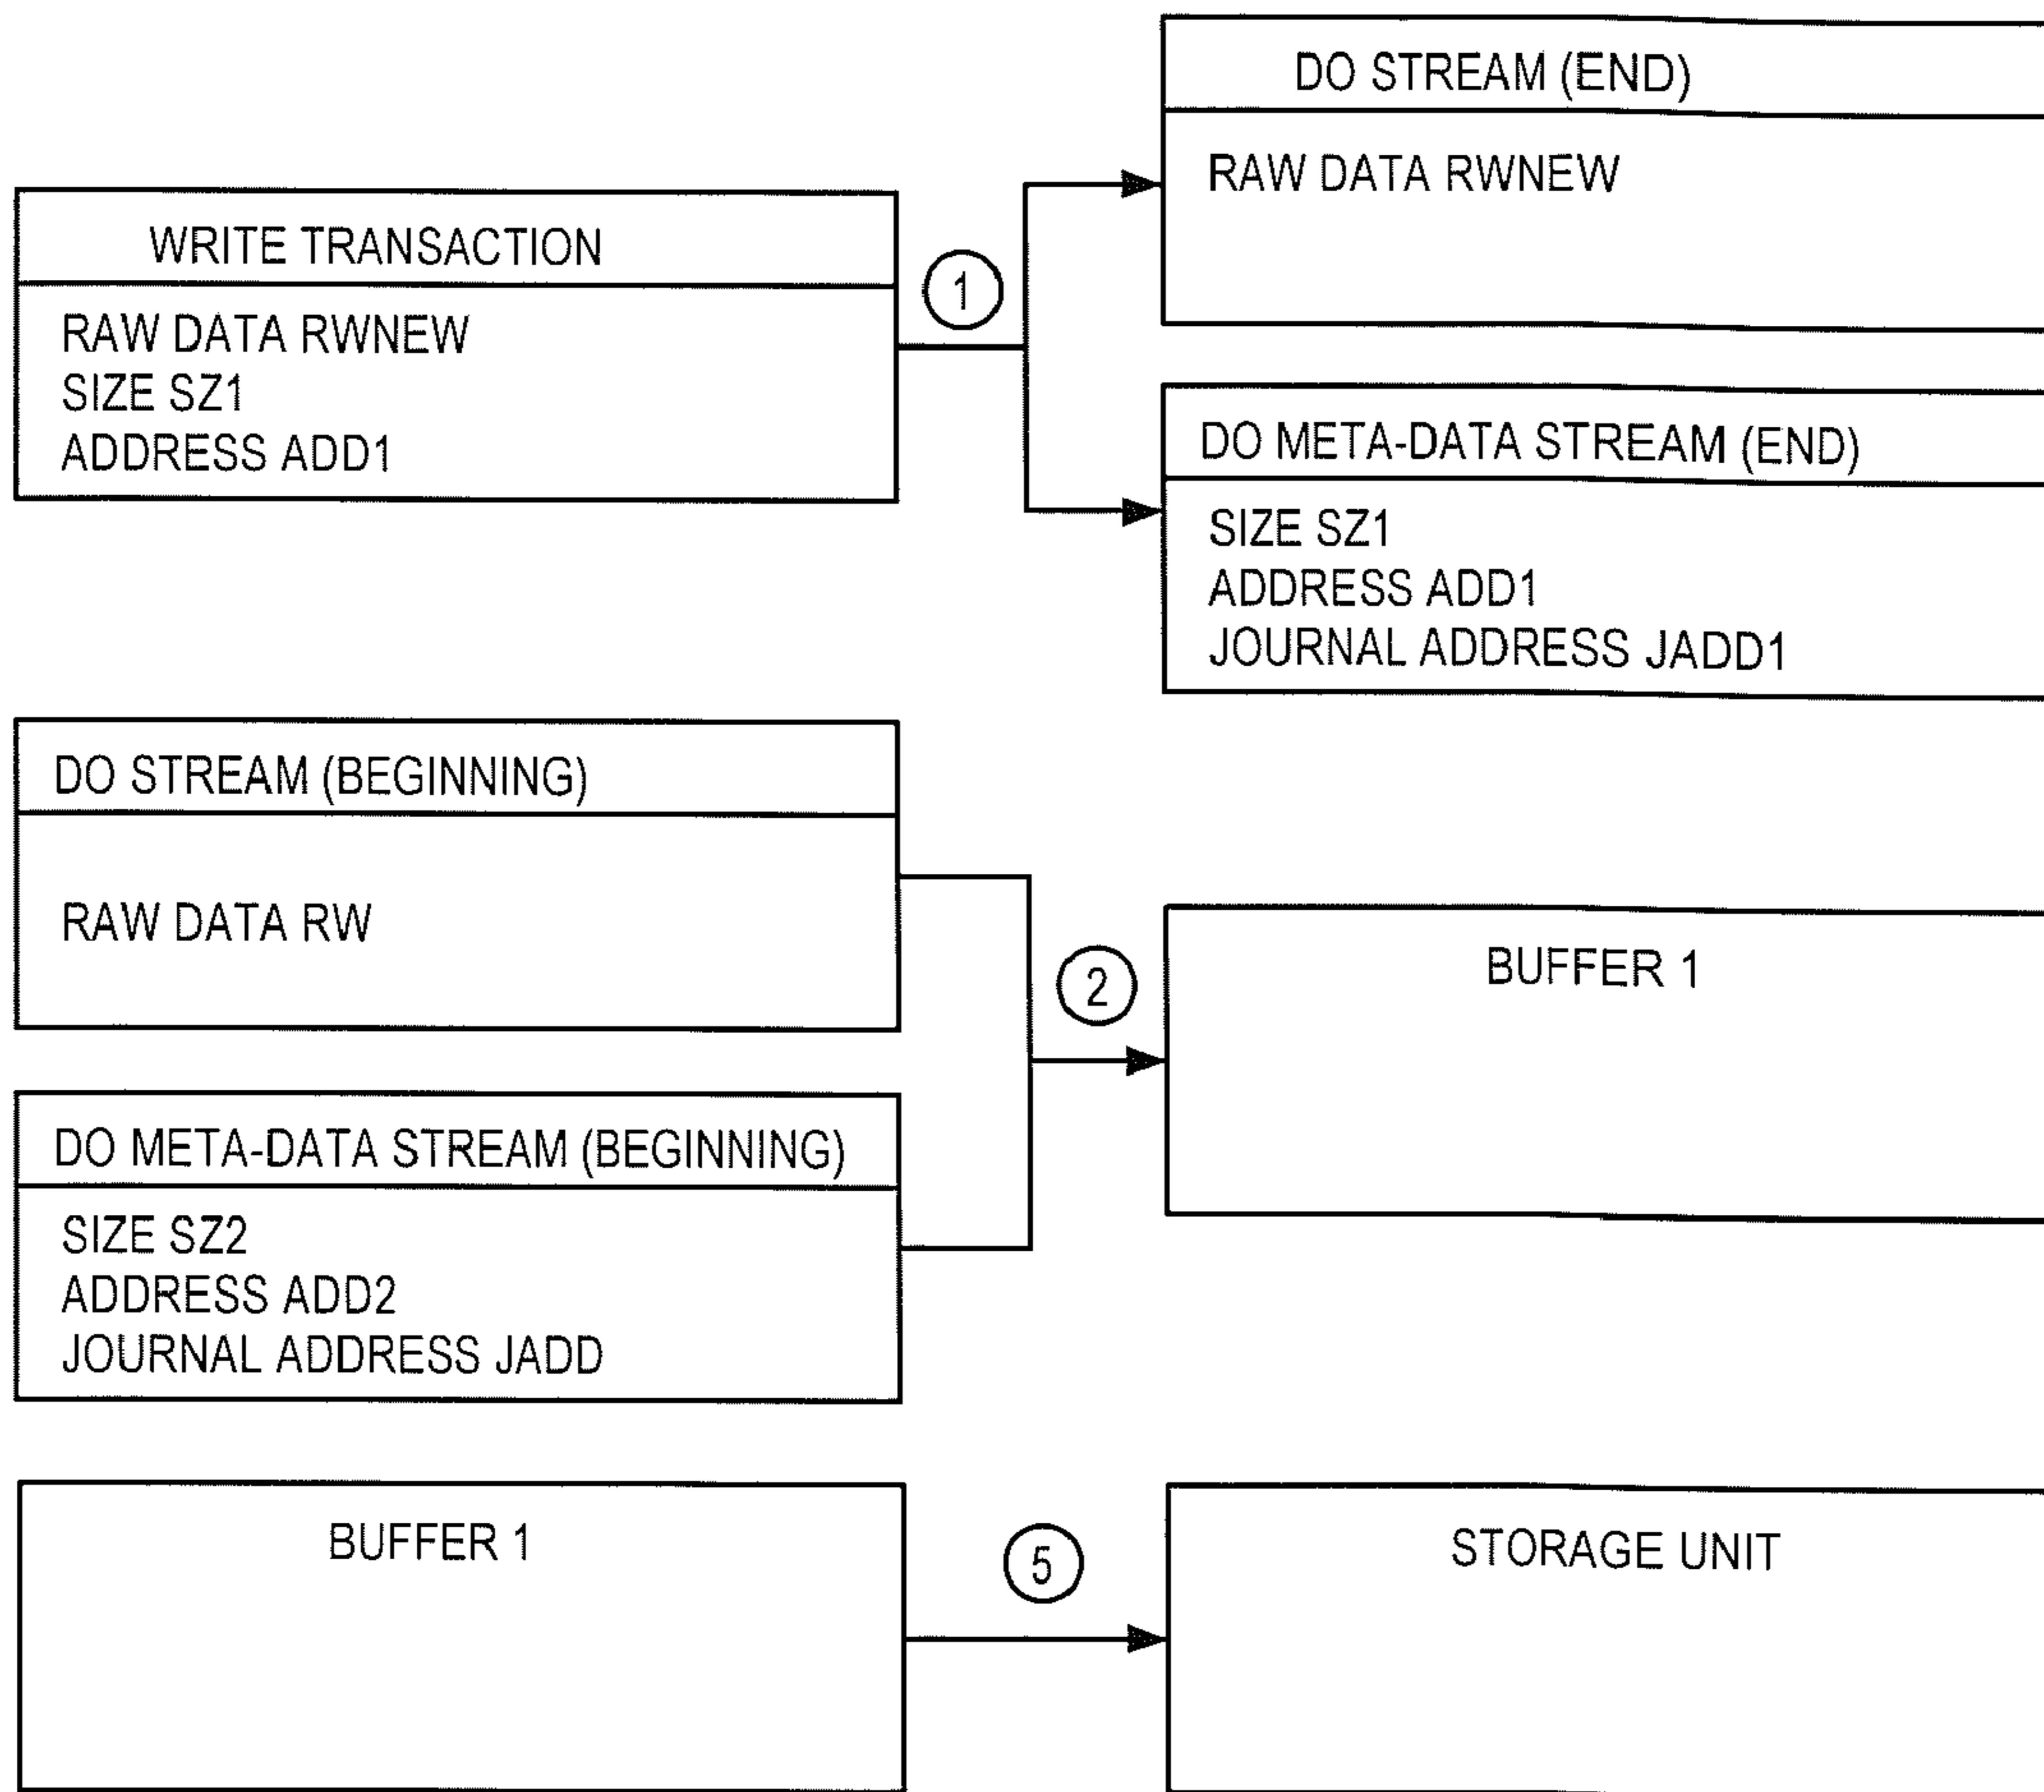 WRITE TRANSACTION
RAW DATA RWNEW
SIZE SZ1
ADDRESS ADD1
1
DO STREAM (END)
RAW DATA RWNEW
DO META-DATA STREAM (END)
SIZE SZ1
ADDRESS ADD1
JOURNAL ADDRESS JADD1
DO STREAM (BEGINNING)
RAW DATA RW
DO META-DATA STREAM (BEGINNING)
SIZE SZ2
ADDRESS ADD2
JOURNAL ADDRESS JADD
2
BUFFER 1
BUFFER 1
5
STORAGE UNIT